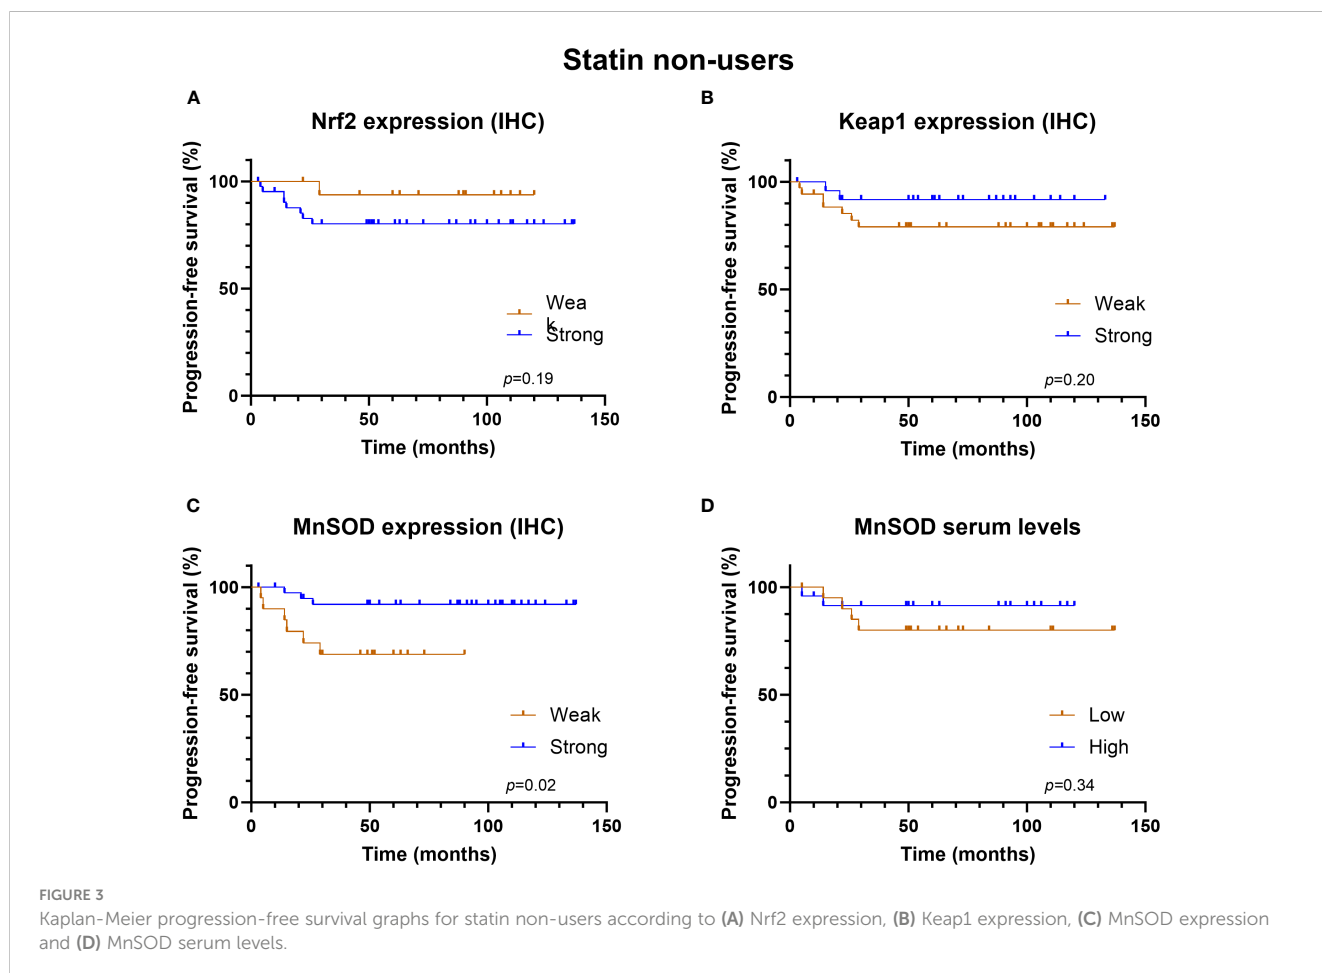 Statin non-users
A
Nrf2 expression (IHC)
Progression-free survival (%)
100
50
0
0
50
100
150
Time (months)
Wea
k
Strong
p=0.19
B
Keap1 expression (IHC)
Progression-free survival (%)
100
50
0
0
50
100
150
Time (months)
Weak
Strong
p=0.20
C
MnSOD expression (IHC)
Progression-free survival (%)
100
50
0
0
50
100
150
Time (months)
Weak
Strong
p=0.02
D
MnSOD serum levels
Progression-free survival (%)
100
50
0
0
50
100
150
Time (months)
Low
High
p=0.34
FIGURE 3
Kaplan-Meier progression-free survival graphs for statin non-users according to (A) Nrf2 expression, (B) Keap1 expression, (C) MnSOD expression
and (D) MnSOD serum levels.